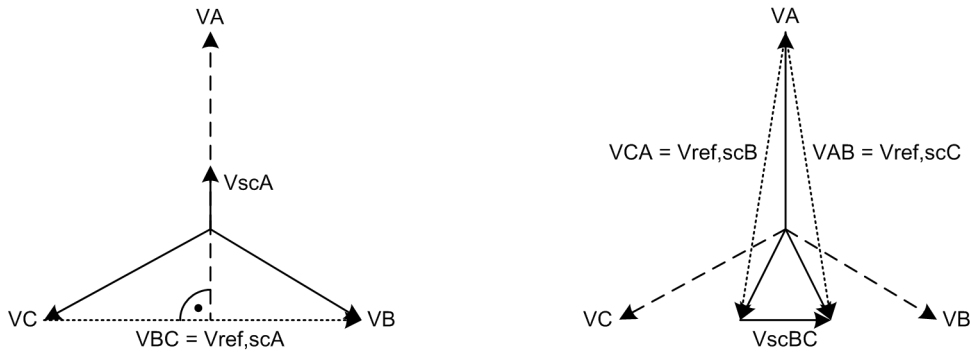 VA
VscA
VC
VB
VBC = Vref,scA
VA
VCA = Vref,scB
VAB = Vref,scC
VC
VB
VscBC